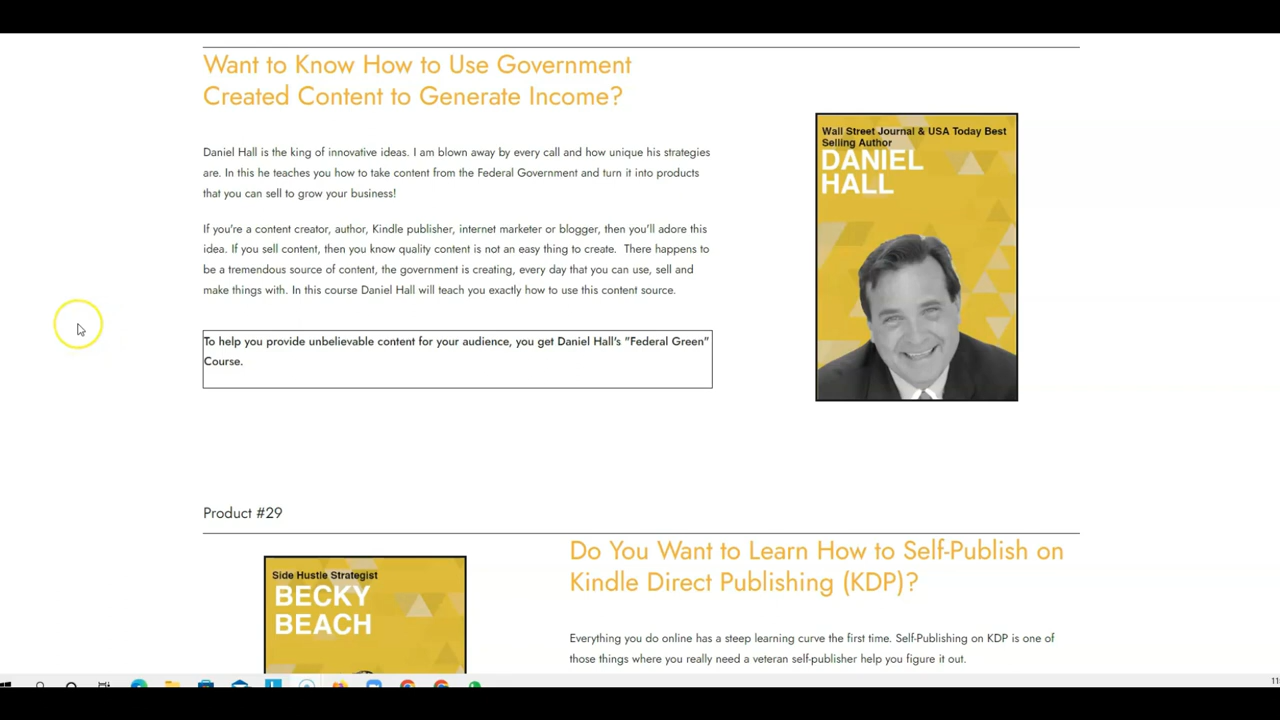 Want to Know How to Use Government
Created Content to Generate Income?
Daniel Hall is the king of innovative ideas. I am blown away by every call and how unique his strategies
are. In this he teaches you how to take content from the Federal Government and turn it into products
that you can sell to grow your business!
If you're a content creator, author, Kindle publisher, internet marketer or blogger, then you'll adore this
idea. If you sell content, then you know quality content is not an easy thing to create. There happens to
be a tremendous source of content, the government is creating, every day that you can use, sell and
make things with. In this course Daniel Hall will teach you exactly how to use this content source.
To help you provide unbelievable content for your audience, you get Daniel Hall's "Federal Green"
Course.
Wall Street Journal & USA Today Best
Selling Author
DANIEL
HALL
Product #29
Side Hustle Strategist
BECKY
BEACH
Do You Want to Learn How to Self-Publish on
Kindle Direct Publishing (KDP)?
Everything you do online has a steep learning curve the first time. Self-Publishing on KDP is one of
those things where you really need a veteran self-publisher help you figure it out.